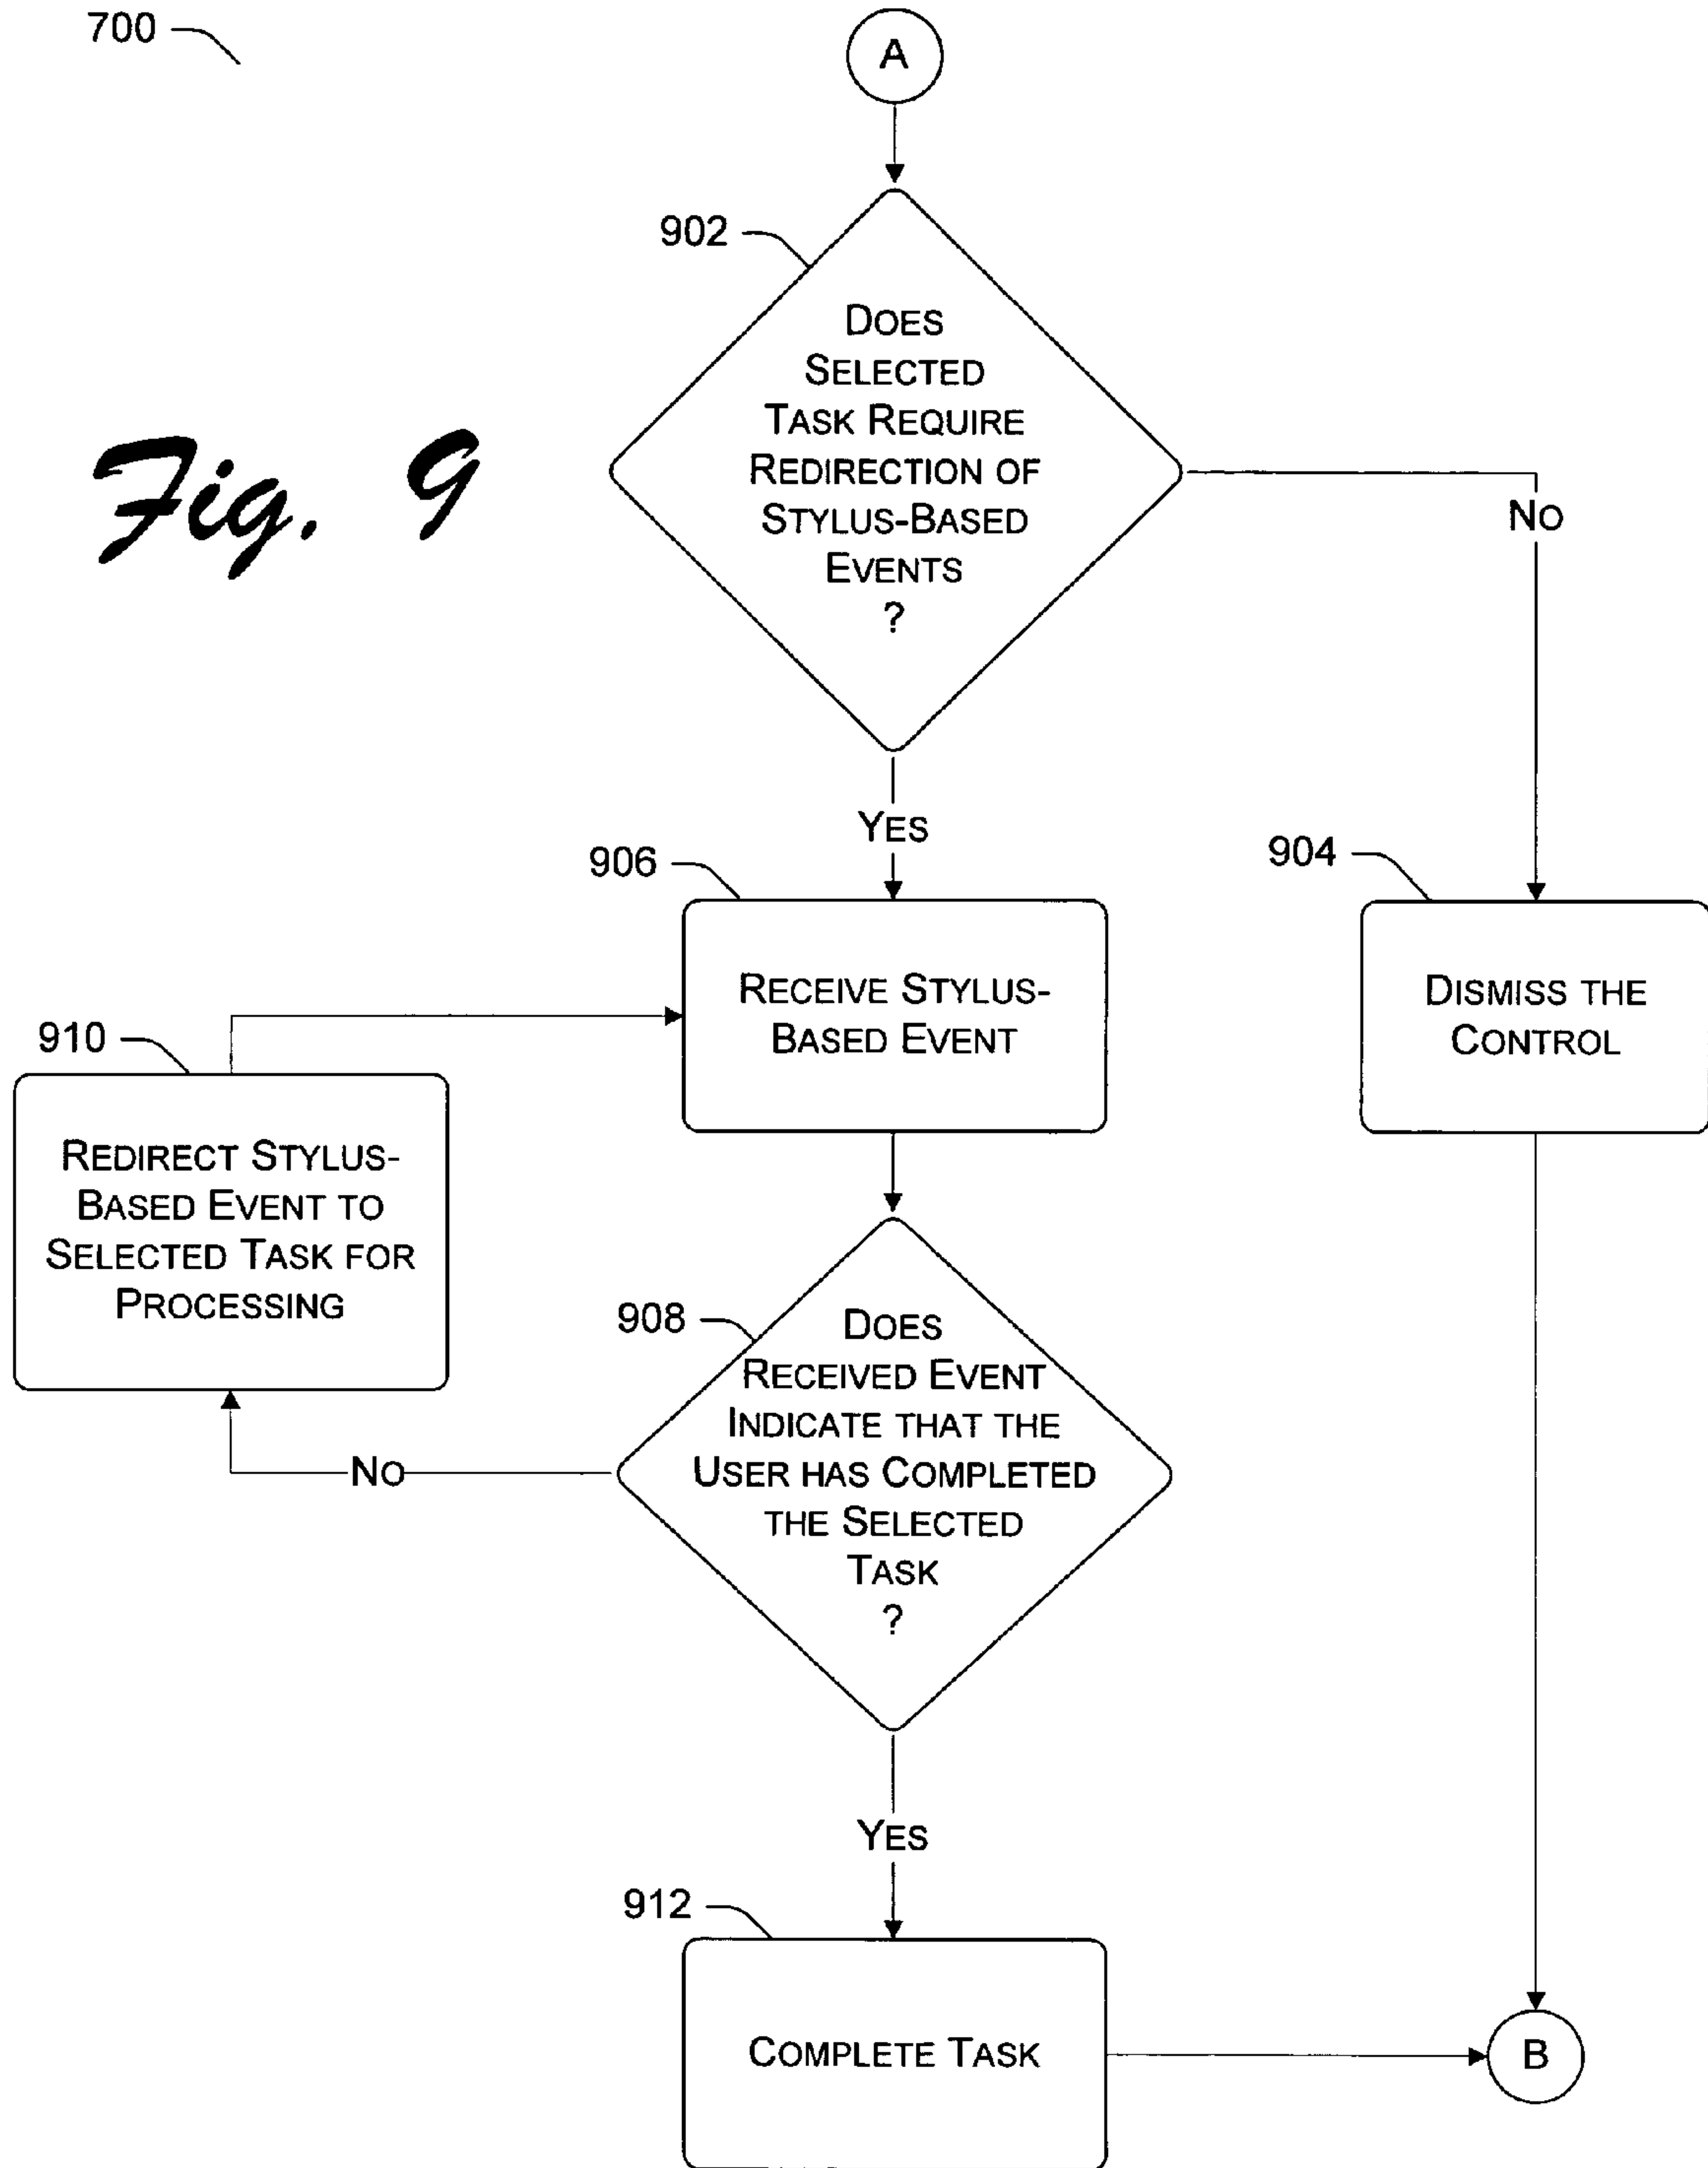 700
A
902
DOES
SELECTED
TASK REQUIRE
REDIRECTION OF
STYLUS-BASED
EVENTS
?
Fig. 9
NO
YES
906
904
RECEIVE STYLUS-
BASED EVENT
DISMISS THE
CONTROL
910
REDIRECT STYLUS-
BASED EVENT TO
SELECTED TASK FOR
PROCESSING
908
DOES
RECEIVED EVENT
INDICATE THAT THE
USER HAS COMPLETED
THE SELECTED
TASK
?
NO
YES
912
COMPLETE TASK
B